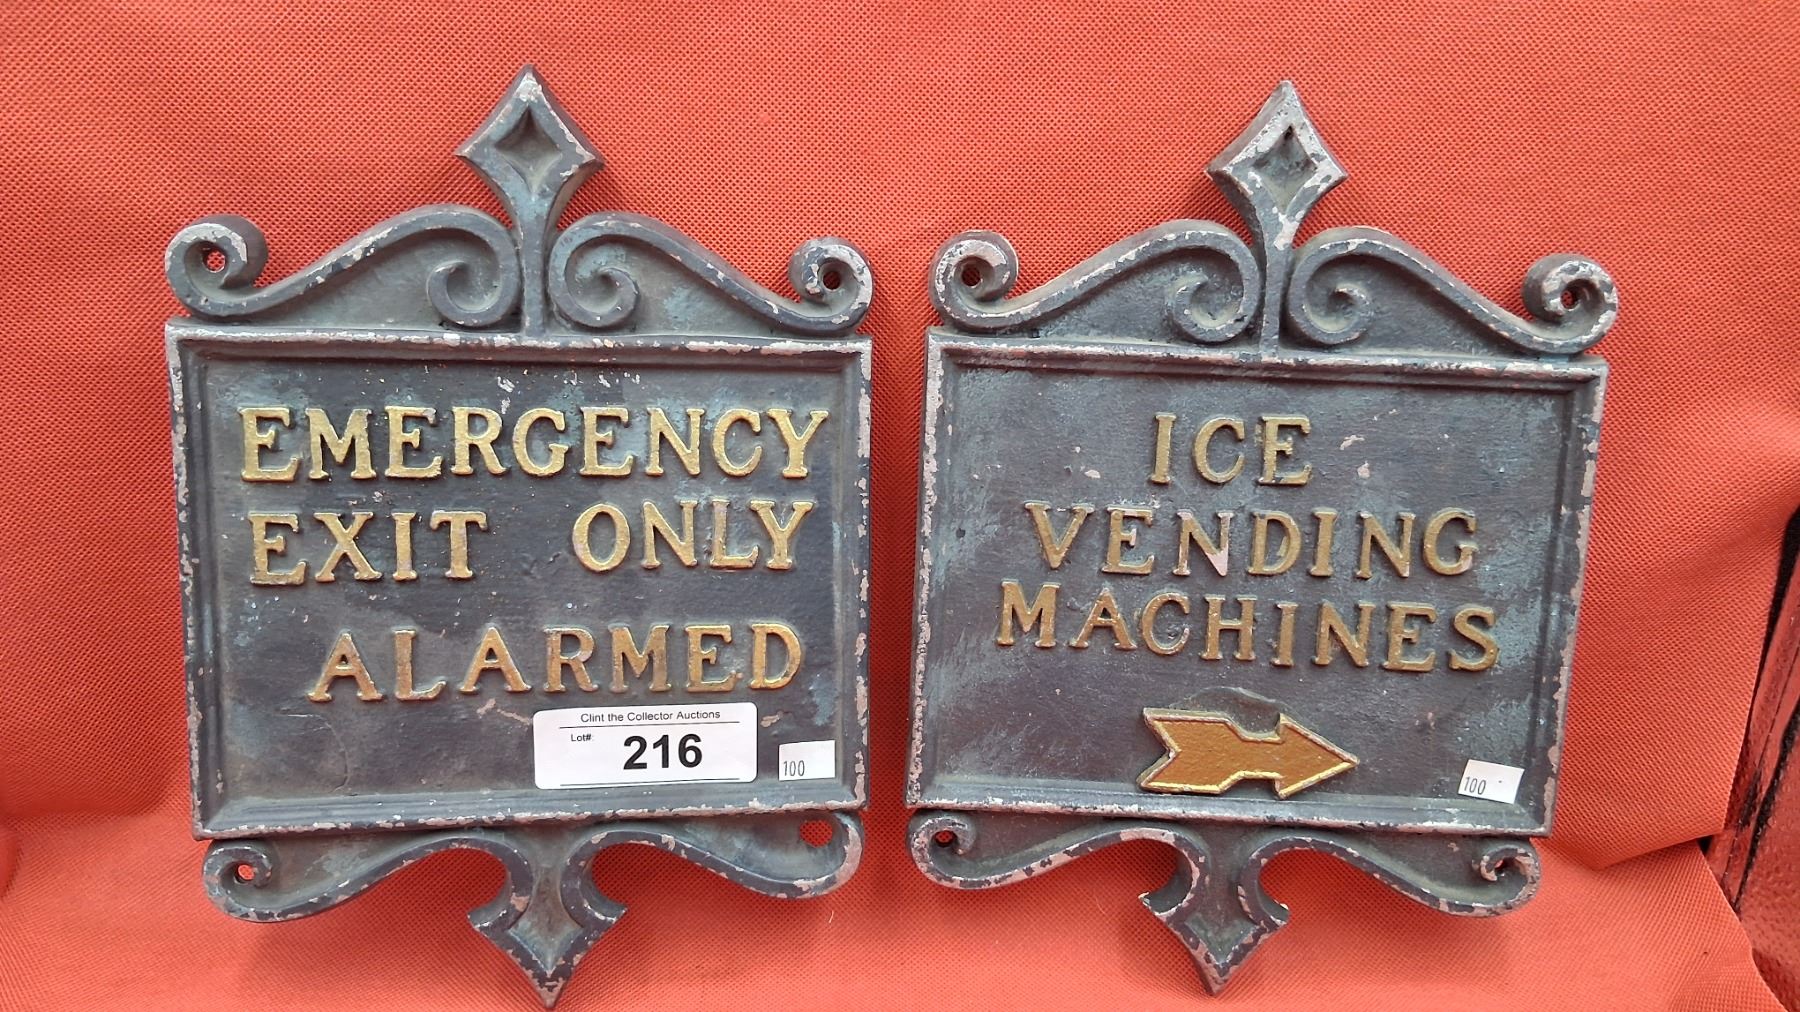 EMERGENCY
EXIT ONLY
ALARMED
Clint the Collector Auctions
Lot#:
216
100
ICE
VENDING
MACHINES
100